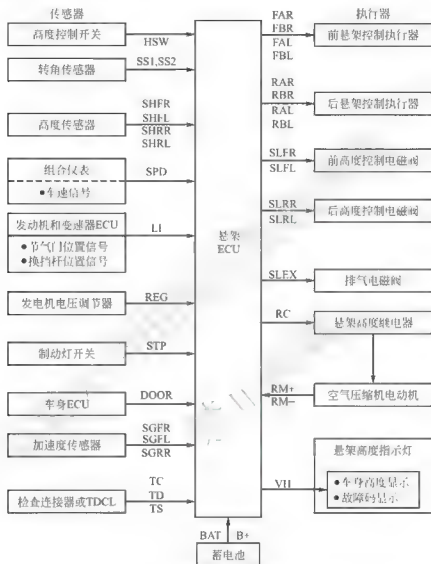 传感器
高度控制开关
HSW
转角传感器
SS1,SS2
高度传感器
SHFR
SHFL
SHRR
SHRL
组合仪表
●车速信号
SPD
发动机和变速器ECU
●节气门位置信号
●换挡杆位置信号
LI
发电机电压调节器
REG
制动灯开关
STP
车身ECU
DOOR
加速度传感器
SGFR
SGFL
SGRR
检查连接器或TDCL
TC
TD
TS
悬架
ECU
BAT
B+
蓄电池
执行器
FAR
FBR
FAL
FBL
前悬架控制执行器
RAR
RBR
RAL
RBL
后悬架控制执行器
SLFR
SLFL
前高度控制电磁阀
SLRR
SLRL
后高度控制电磁阀
SLEX
排气电磁阀
RC
悬架高度继电器
RM+
RM−
空气压缩机电动机
悬架高度指示灯
VH
●车身高度显示
●故障码显示